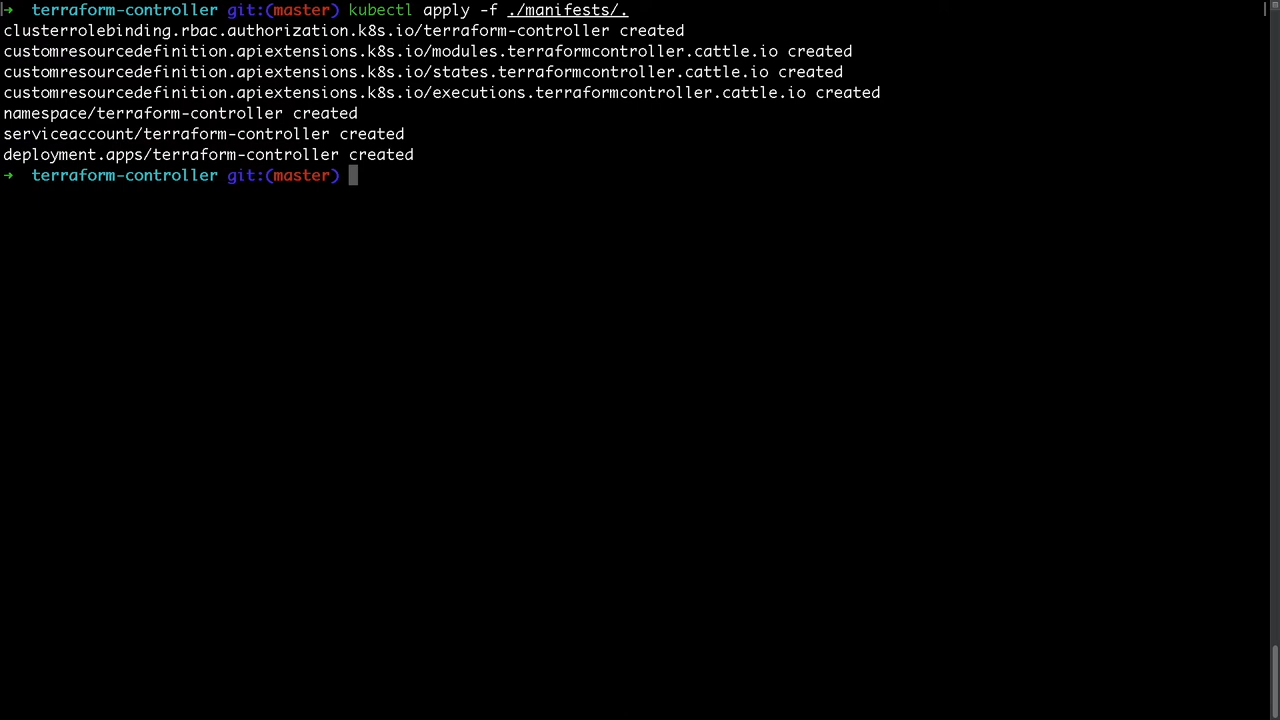 ➜  terraform-controller git:(master) kubectl apply -f ./manifests/.
clusterrolebinding.rbac.authorization.k8s.io/terraform-controller created
customresourcedefinition.apiextensions.k8s.io/modules.terraformcontroller.cattle.io created
customresourcedefinition.apiextensions.k8s.io/states.terraformcontroller.cattle.io created
customresourcedefinition.apiextensions.k8s.io/executions.terraformcontroller.cattle.io created
namespace/terraform-controller created
serviceaccount/terraform-controller created
deployment.apps/terraform-controller created
➜  terraform-controller git:(master)